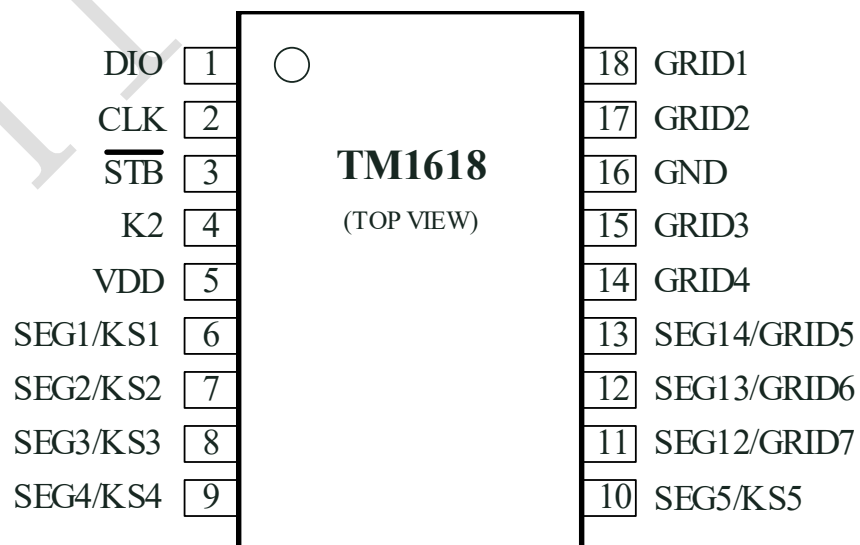 DIO 1 18 GRID1
CLK 2 17 GRID2
STB 3 TM1618 16 GND
K2 4 (TOP VIEW) 15 GRID3
VDD 5 14 GRID4
SEG1/KS1 6 13 SEG14/GRID5
SEG2/KS2 7 12 SEG13/GRID6
SEG3/KS3 8 11 SEG12/GRID7
SEG4/KS4 9 10 SEG5/KS5